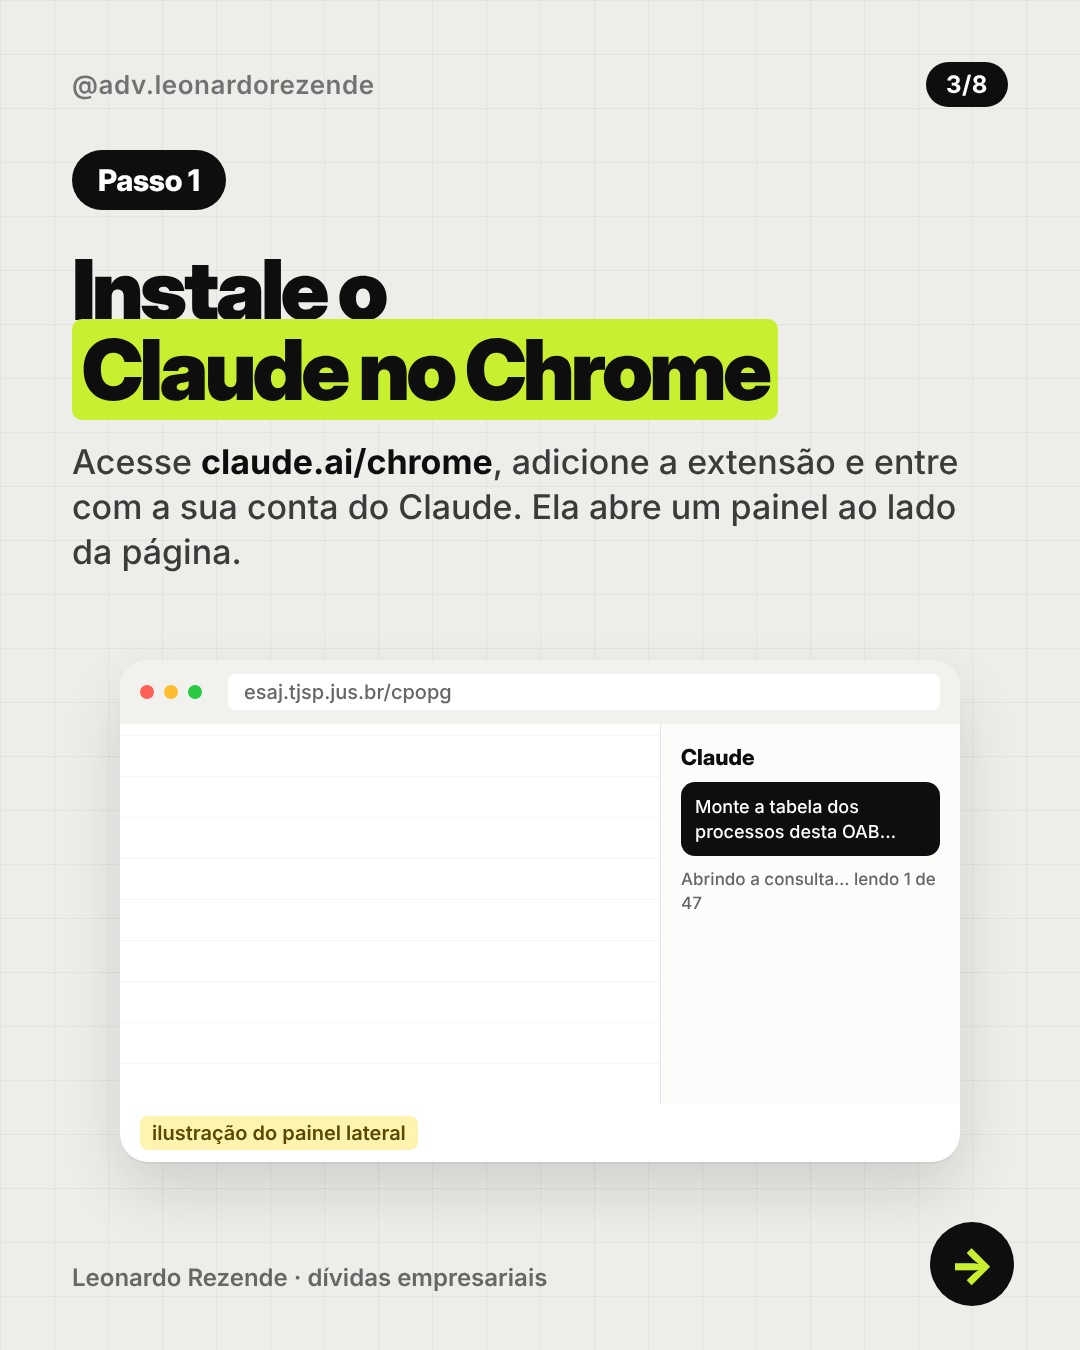 @adv.leonardorezende
3/8
Passo 1
Instale o
Claude no Chrome
Acesse claude.ai/chrome, adicione a extensão e entre
com a sua conta do Claude. Ela abre um painel ao lado
da página.
esaj.tjsp.jus.br/cpopg
Claude
Monte a tabela dos
processos desta OAB...
Abrindo a consulta... lendo 1 de
47
ilustração do painel lateral
Leonardo Rezende · dívidas empresariais